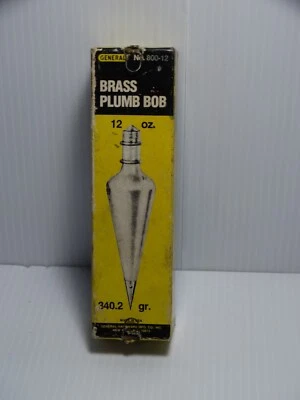 GENERAL No. 800-12
BRASS
PLUMB BOB
12 oz.
340.2 gr.